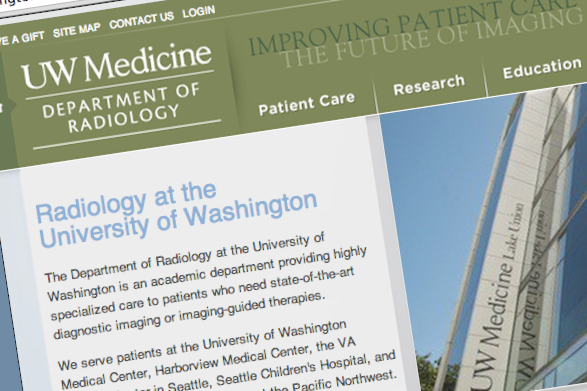 GIFT SITE MAP CONTACT US LOGIN
UW Medicine
DEPARTMENT OF
RADIOLOGY
IMPROVING PATIENT CARE
THE FUTURE OF IMAGING
Patient Care
Research
Education
Radiology at the
University of Washington
The Department of Radiology at the University of
Washington is an academic department providing highly
specialized care to patients who need state-of-the-art
diagnostic imaging or imaging-guided therapies.
We serve patients at the University of Washington
Medical Center, Harborview Medical Center, the VA
in Seattle, Seattle Children's Hospital, and
the Pacific Northwest.
UW Medicine Lake Union
UW Medicine Lake Union